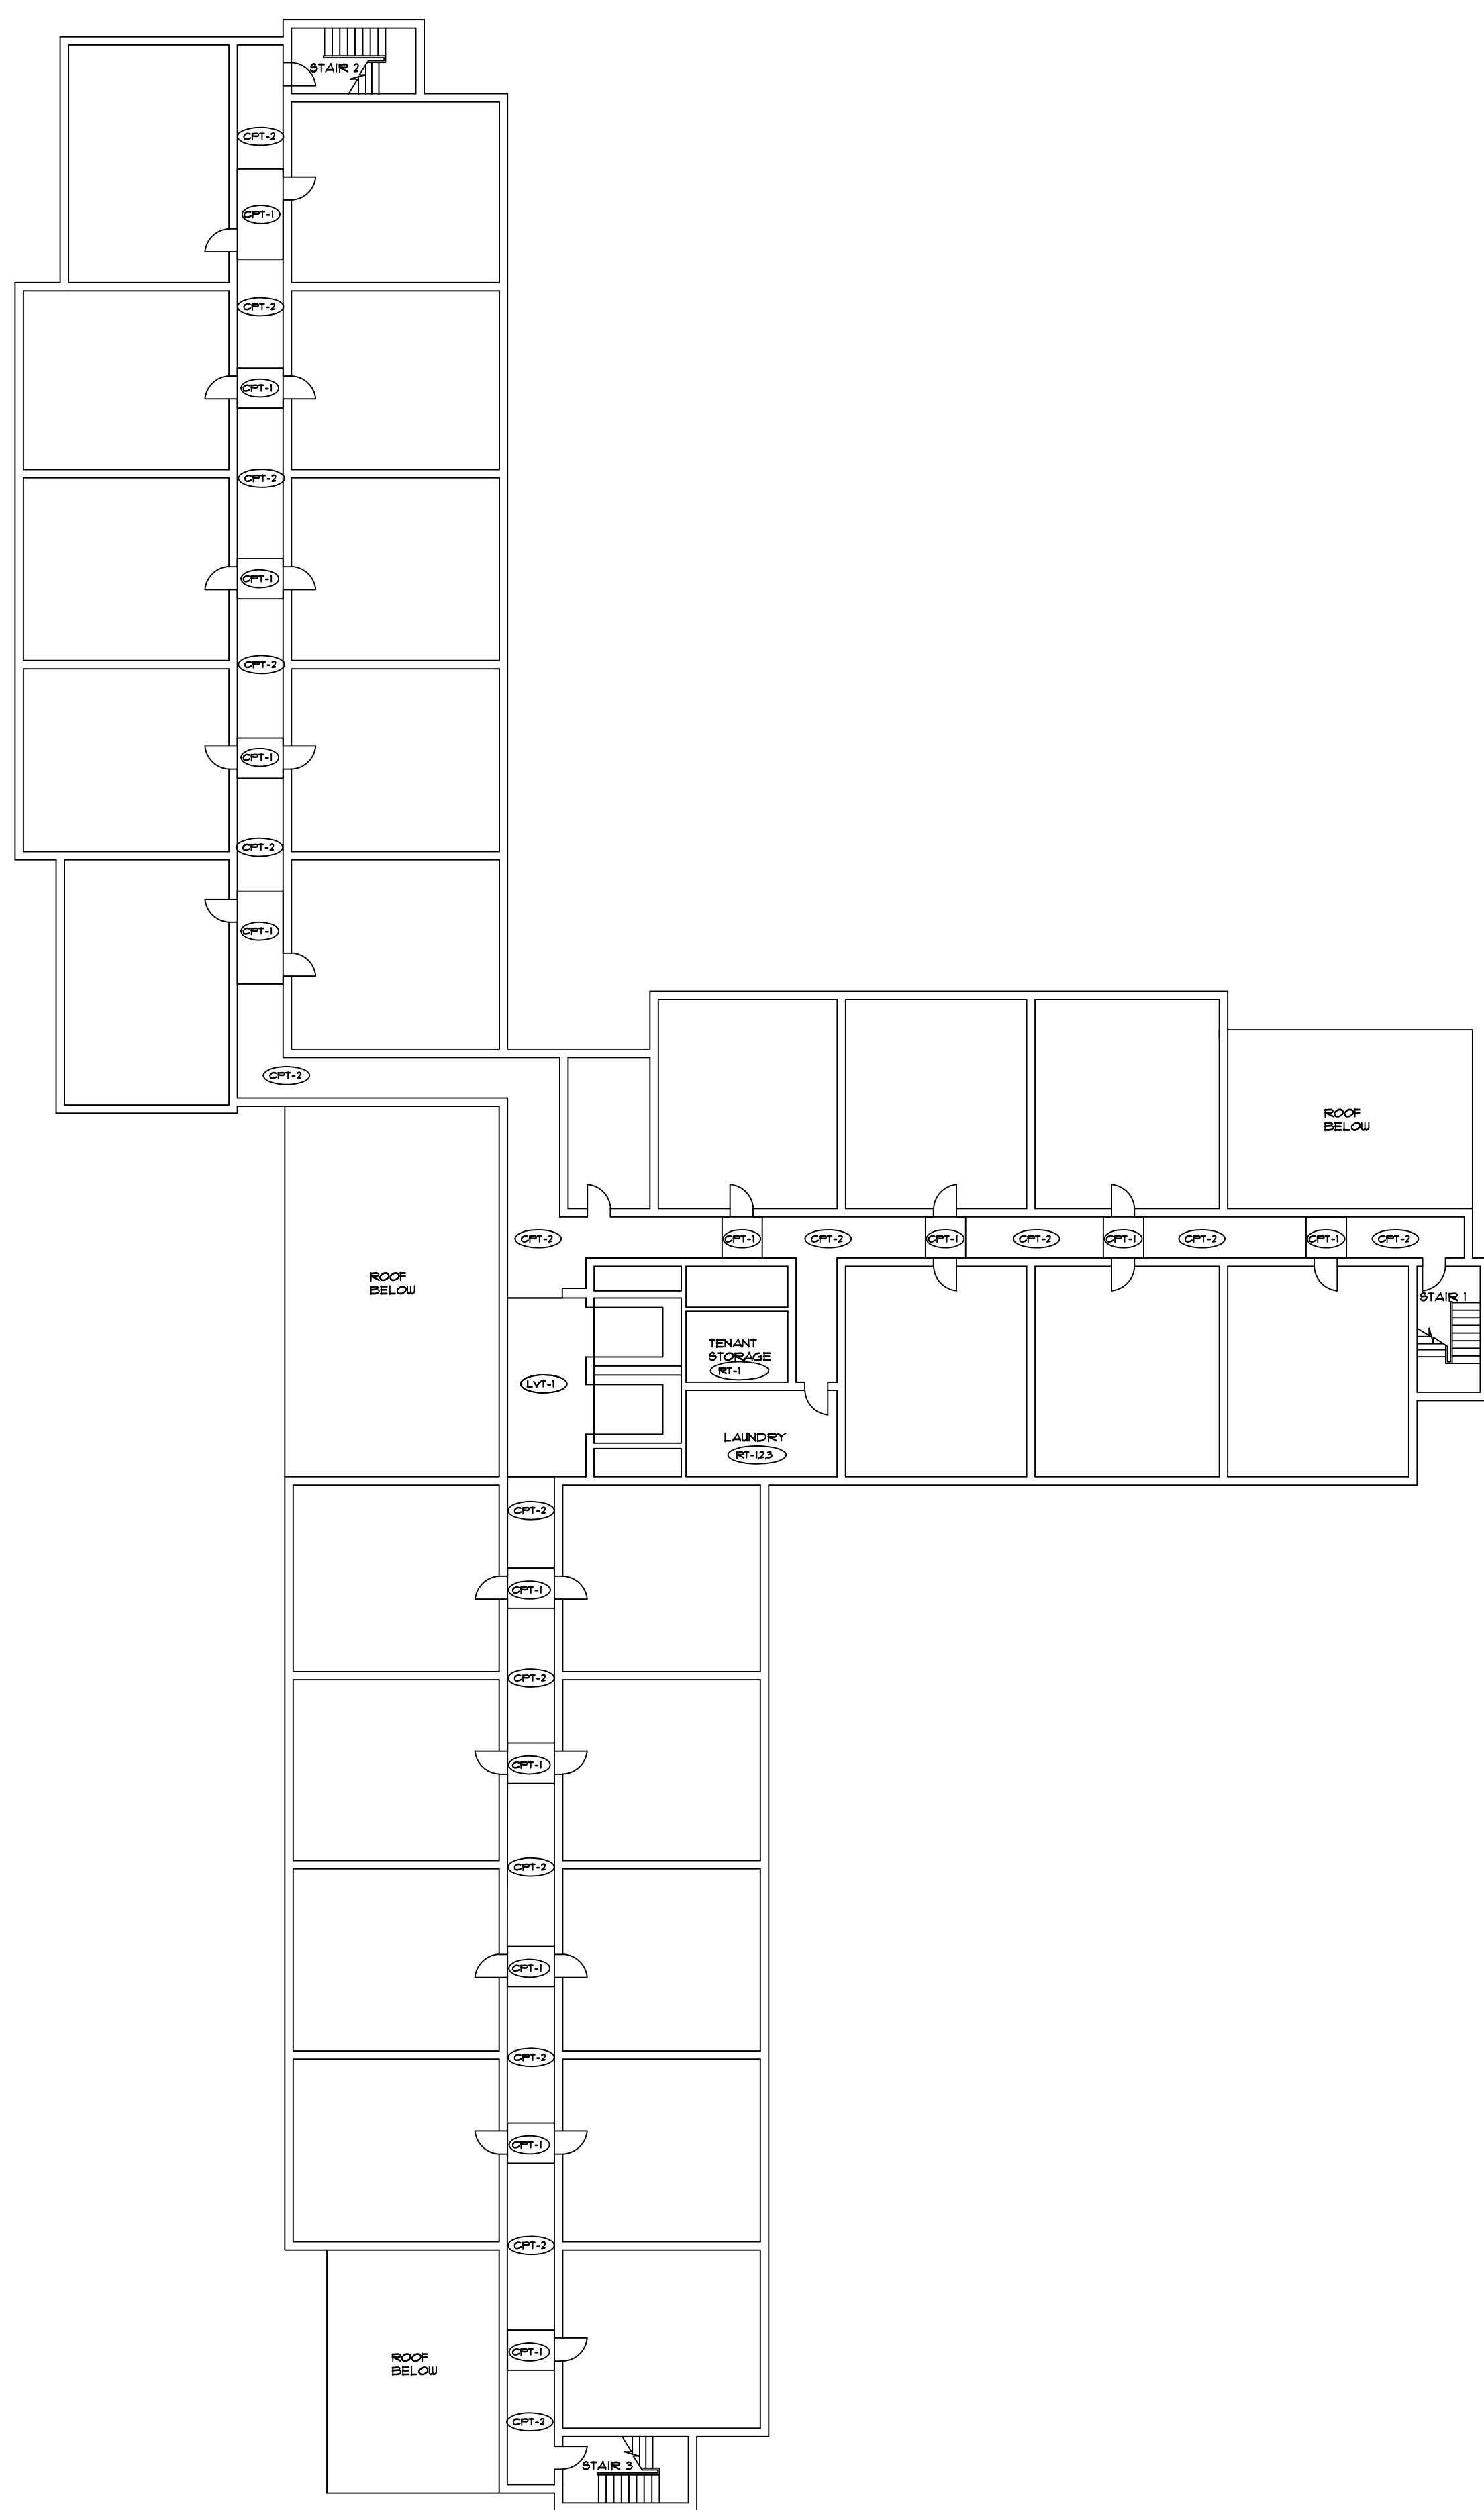 STAIR 2
CPT-2
CPT-1
CPT-2
CPT-1
CPT-2
CPT-1
CPT-2
CPT-1
CPT-2
CPT-1
CPT-2
ROOF
BELOW
CPT-2
CPT-1
CPT-2
CPT-1
CPT-2
CPT-1
CPT-2
CPT-1
CPT-2
ROOF
BELOW
STAIR 1
TENANT
STORAGE
RT-1
LVT-1
LAUNDRY
RT-1,2,3
CPT-2
CPT-1
CPT-2
CPT-1
CPT-2
CPT-1
CPT-2
CPT-1
CPT-2
CPT-1
ROOF
BELOW
CPT-2
STAIR 3